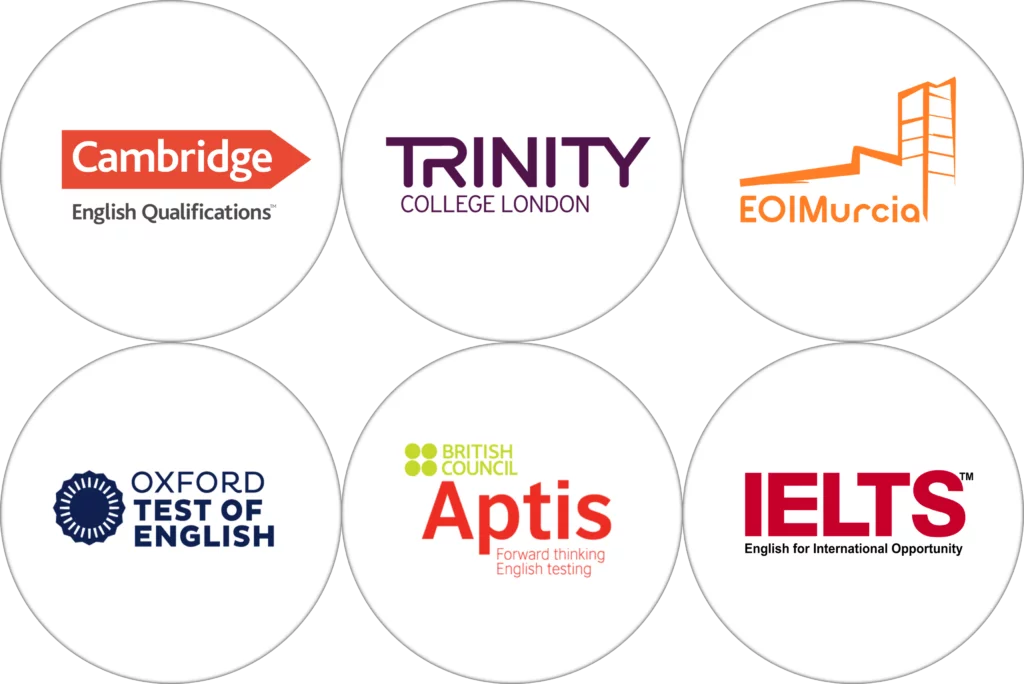 Cambridge
English Qualifications™
TRINITY
COLLEGE LONDON
EOIMurcia
OXFORD
TEST OF
ENGLISH
BRITISH
COUNCIL
Aptis
Forward thinking
English testing
IELTS™
English for International Opportunity